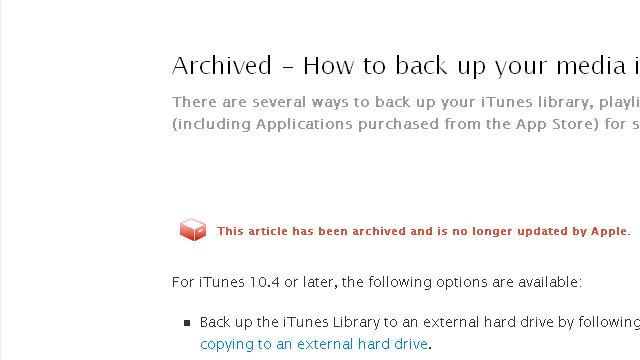 Archived – How to back up your media i
There are several ways to back up your iTunes library, playli
(including Applications purchased from the App Store) for s
This article has been archived and is no longer updated by Apple.
For iTunes 10.4 or later, the following options are available:
▪ Back up the iTunes Library to an external hard drive by following
copying to an external hard drive.